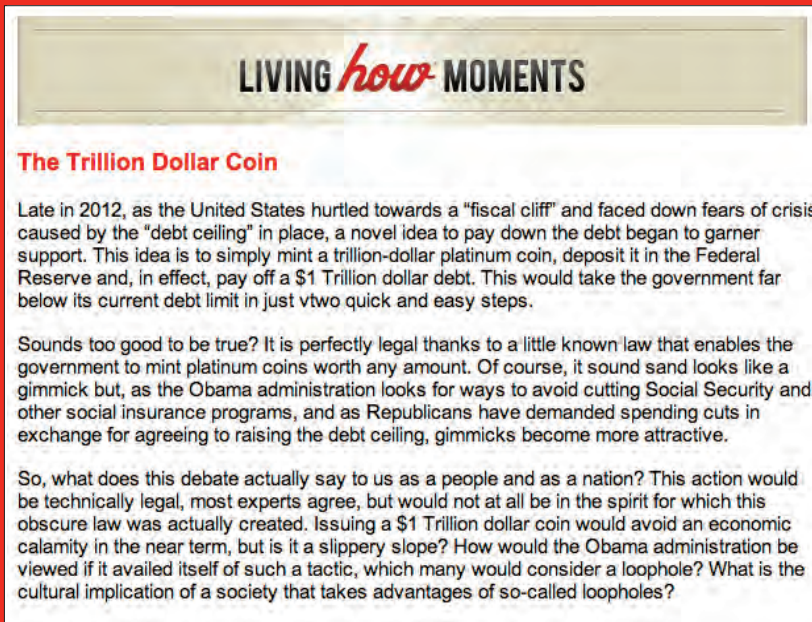 LIVING how MOMENTS
The Trillion Dollar Coin
Late in 2012, as the United States hurtled towards a “fiscal cliff” and faced down fears of crisis
caused by the “debt ceiling” in place, a novel idea to pay down the debt began to garner
support. This idea is to simply mint a trillion-dollar platinum coin, deposit it in the Federal
Reserve and, in effect, pay off a $1 Trillion dollar debt. This would take the government far
below its current debt limit in just vtwo quick and easy steps.
Sounds too good to be true? It is perfectly legal thanks to a little known law that enables the
government to mint platinum coins worth any amount. Of course, it sound sand looks like a
gimmick but, as the Obama administration looks for ways to avoid cutting Social Security and
other social insurance programs, and as Republicans have demanded spending cuts in
exchange for agreeing to raising the debt ceiling, gimmicks become more attractive.
So, what does this debate actually say to us as a people and as a nation? This action would
be technically legal, most experts agree, but would not at all be in the spirit for which this
obscure law was actually created. Issuing a $1 Trillion dollar coin would avoid an economic
calamity in the near term, but is it a slippery slope? How would the Obama administration be
viewed if it availed itself of such a tactic, which many would consider a loophole? What is the
cultural implication of a society that takes advantages of so-called loopholes?